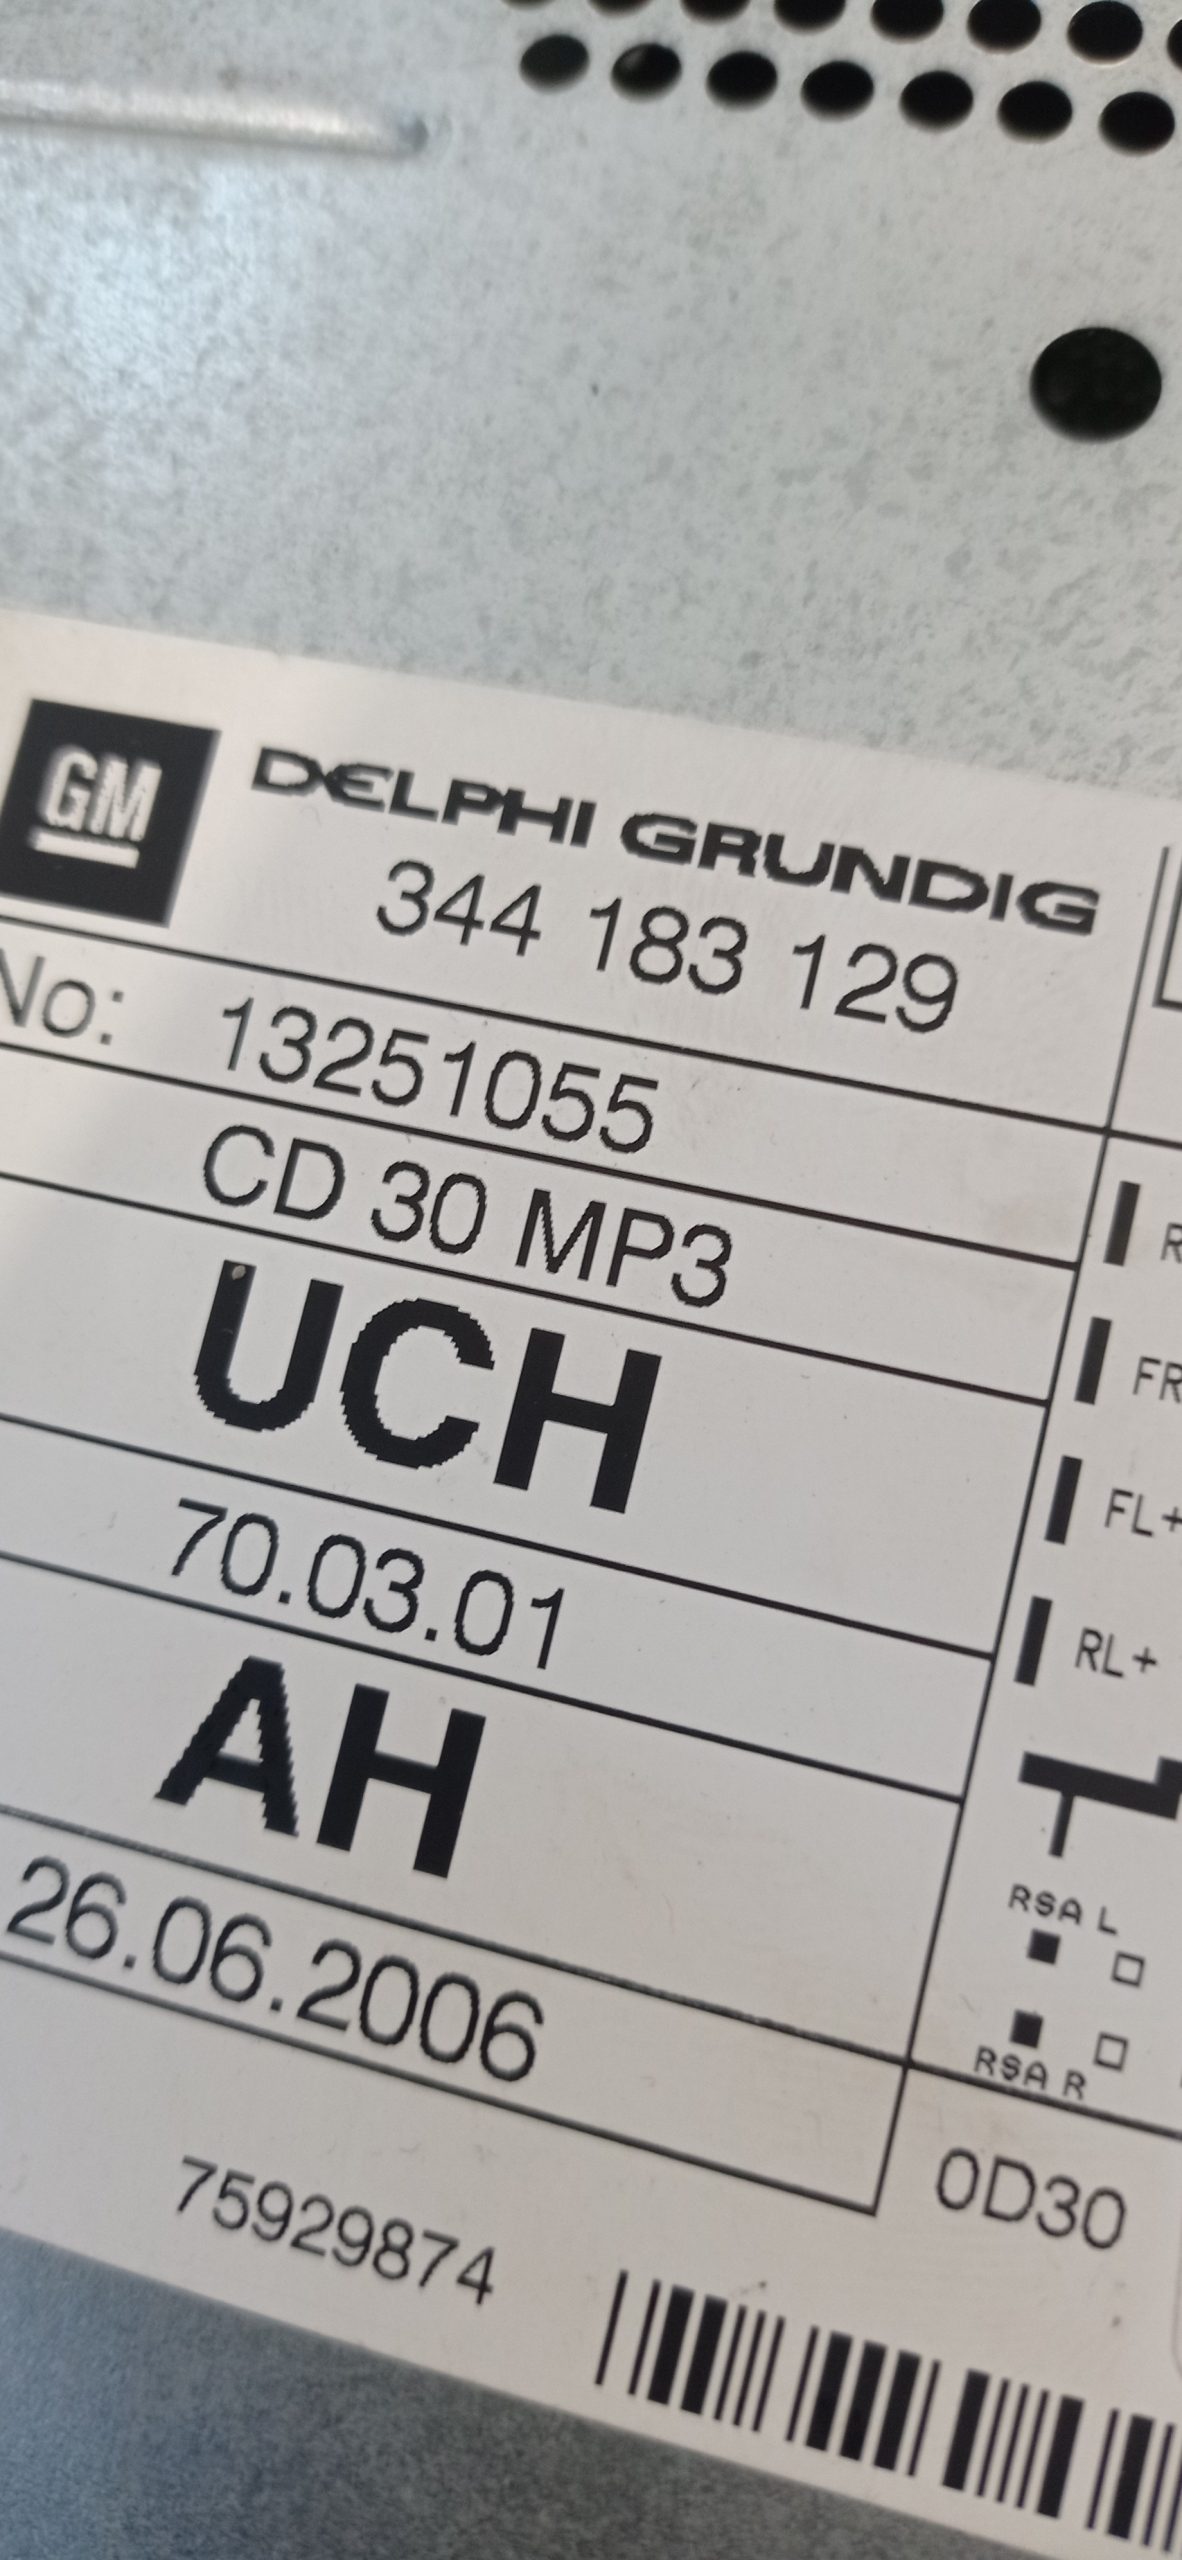 GM
DELPHI GRUNDIG
344 183 129
No: 13251055
CD 30 MP3
UCH
70.03.01
AH
26.06.2006
75929874
R
FR
FL+
RL+
RSA L
RSA R
0D30